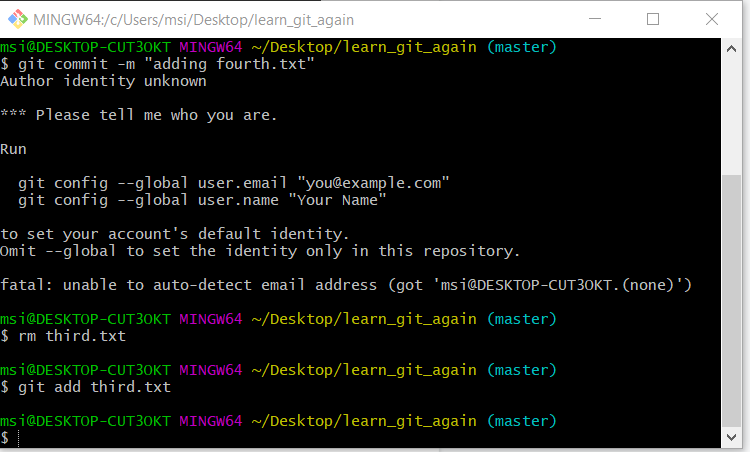 MINGW64:/c/Users/msi/Desktop/learn_git_again
msi@DESKTOP-CUT3OKT MINGW64 ~/Desktop/learn_git_again (master)
$ git commit -m "adding fourth.txt"
Author identity unknown
*** Please tell me who you are.
Run
git config --global user.email "you@example.com"
git config --global user.name "Your Name"
to set your account's default identity.
Omit --global to set the identity only in this repository.
fatal: unable to auto-detect email address (got 'msi@DESKTOP-CUT3OKT.(none)')
msi@DESKTOP-CUT3OKT MINGW64 ~/Desktop/learn_git_again (master)
$ rm third.txt
msi@DESKTOP-CUT3OKT MINGW64 ~/Desktop/learn_git_again (master)
$ git add third.txt
msi@DESKTOP-CUT3OKT MINGW64 ~/Desktop/learn_git_again (master)
$